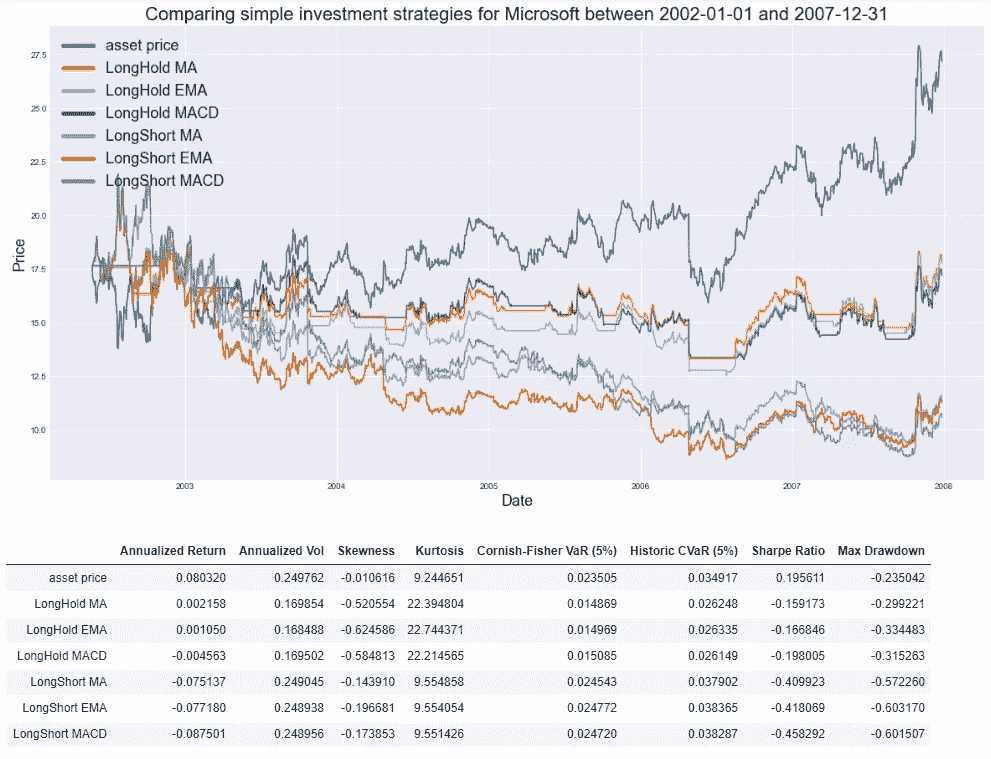 Comparing simple investment strategies for Microsoft between 2002-01-01 and 2007-12-31
asset price
LongHold MA
LongHold EMA
LongHold MACD
LongShort MA
LongShort EMA
LongShort MACD
Price
27.5
25.0
22.5
20.0
17.5
15.0
12.5
10.0
2003 2004 2005 2006 2007 2008
Date
Annualized Return Annualized Vol Skewness Kurtosis Cornish-Fisher VaR (5%) Historic CVaR (5%) Sharpe Ratio Max Drawdown
asset price 0.080320 0.249762 -0.010616 9.244651 0.023505 0.034917 0.195611 -0.235042
LongHold MA 0.002158 0.169854 -0.520554 22.394804 0.014869 0.026248 -0.159173 -0.299221
LongHold EMA 0.001050 0.168488 -0.624586 22.744371 0.014969 0.026335 -0.166846 -0.334483
LongHold MACD -0.004563 0.169502 -0.584813 22.214565 0.015085 0.026149 -0.198005 -0.315263
LongShort MA -0.075137 0.249045 -0.143910 9.554858 0.024543 0.037902 -0.409923 -0.572260
LongShort EMA -0.077180 0.248938 -0.196681 9.554054 0.024772 0.038365 -0.418069 -0.603170
LongShort MACD -0.087501 0.248956 -0.173853 9.551426 0.024720 0.038287 -0.458292 -0.601507